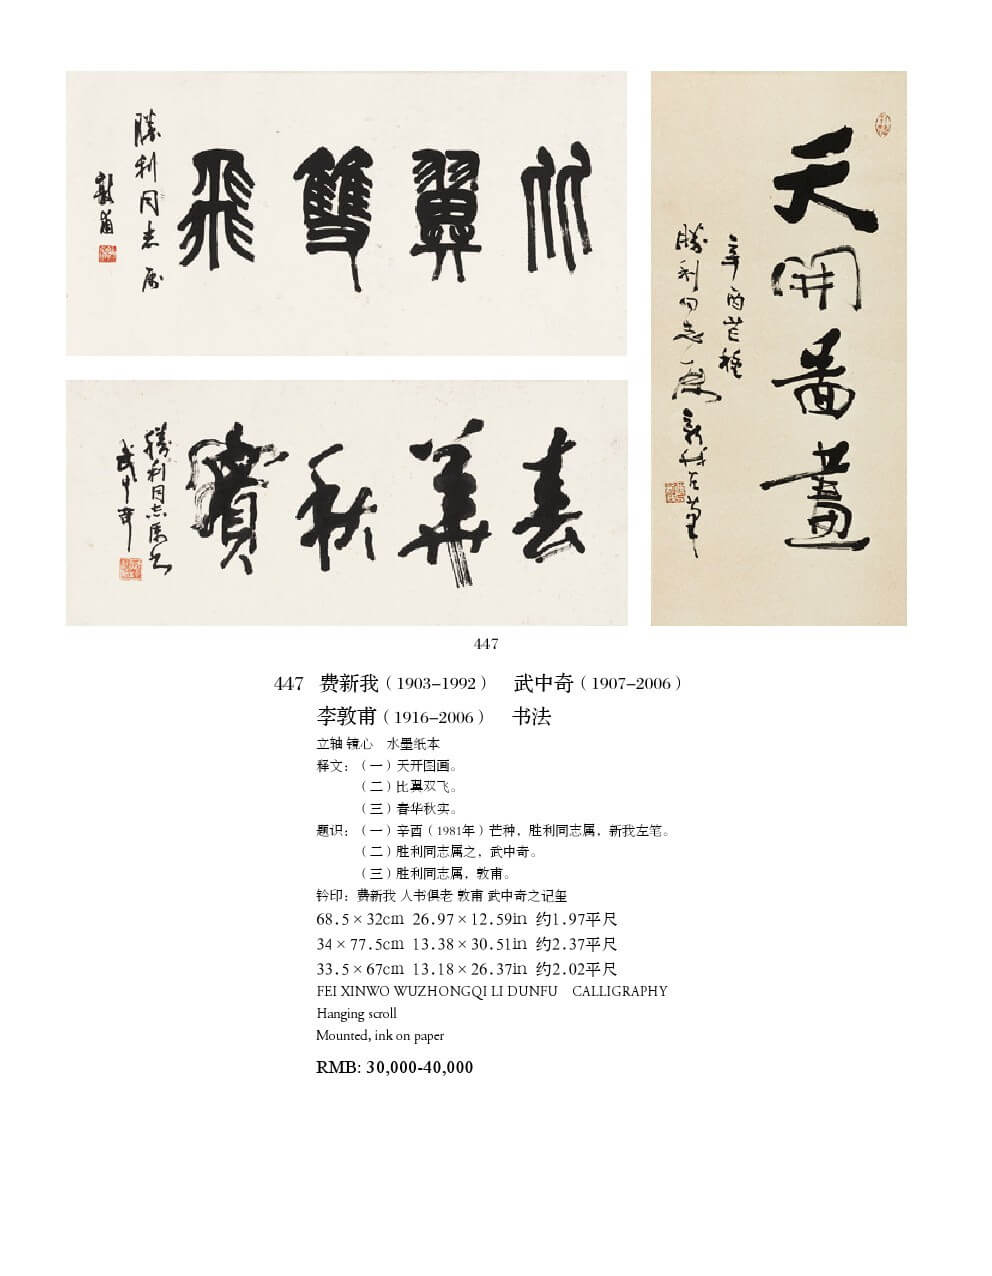 比翼雙飛
勝利同志属
敦甫
春華秋實
勝利同志属之
武中奇
天開圖畫
辛酉芒種
勝利同志属 新我左筆
447
447 费新我（1903-1992） 武中奇（1907-2006）
李敦甫（1916-2006） 书法
立轴 镜心 水墨纸本
释文：（一）天开图画。
（二）比翼双飞。
（三）春华秋实。
题识：（一）辛酉（1981年）芒种，胜利同志属，新我左笔。
（二）胜利同志属之，武中奇。
（三）胜利同志属，敦甫。
钤印：费新我 人书俱老 敦甫 武中奇之记玺
68.5×32cm 26.97×12.59in 约1.97平尺
34×77.5cm 13.38×30.51in 约2.37平尺
33.5×67cm 13.18×26.37in 约2.02平尺
FEI XINWO WUZHONGQI LI DUNFU CALLIGRAPHY
Hanging scroll
Mounted, ink on paper
RMB: 30,000-40,000